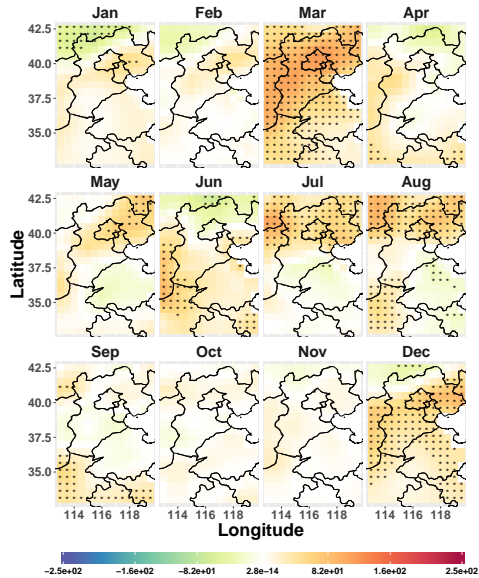 Jan Feb Mar Apr
42.5
40.0
37.5
35.0
May Jun Jul Aug
42.5
40.0
37.5
35.0
Latitude
Sep Oct Nov Dec
42.5
40.0
37.5
35.0
114 116 118 114 116 118 114 116 118 114 116 118
Longitude
-2.5e+02 -1.6e+02 -8.2e+01 2.8e-14 8.2e+01 1.6e+02 2.5e+02